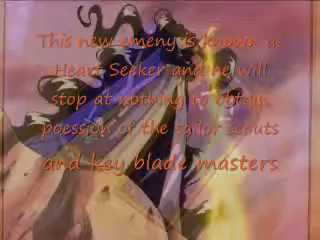 This new emeny is known as
Heart Seeker and he will
stop at nothing to obtain
poession of the sailor scouts
and key blade masters